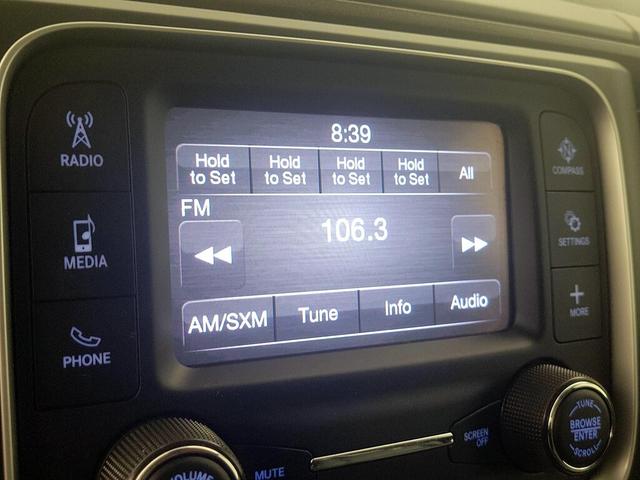 8:39
Hold
to Set
Hold
to Set
Hold
to Set
Hold
to Set
All
FM
106.3
AM/SXM
Tune
Info
Audio
RADIO
MEDIA
PHONE
N
COMPASS
SETTINGS
MORE
VOLUME
MUTE
SCREEN
OFF
TUNE
BROWSE
ENTER
SCROLL